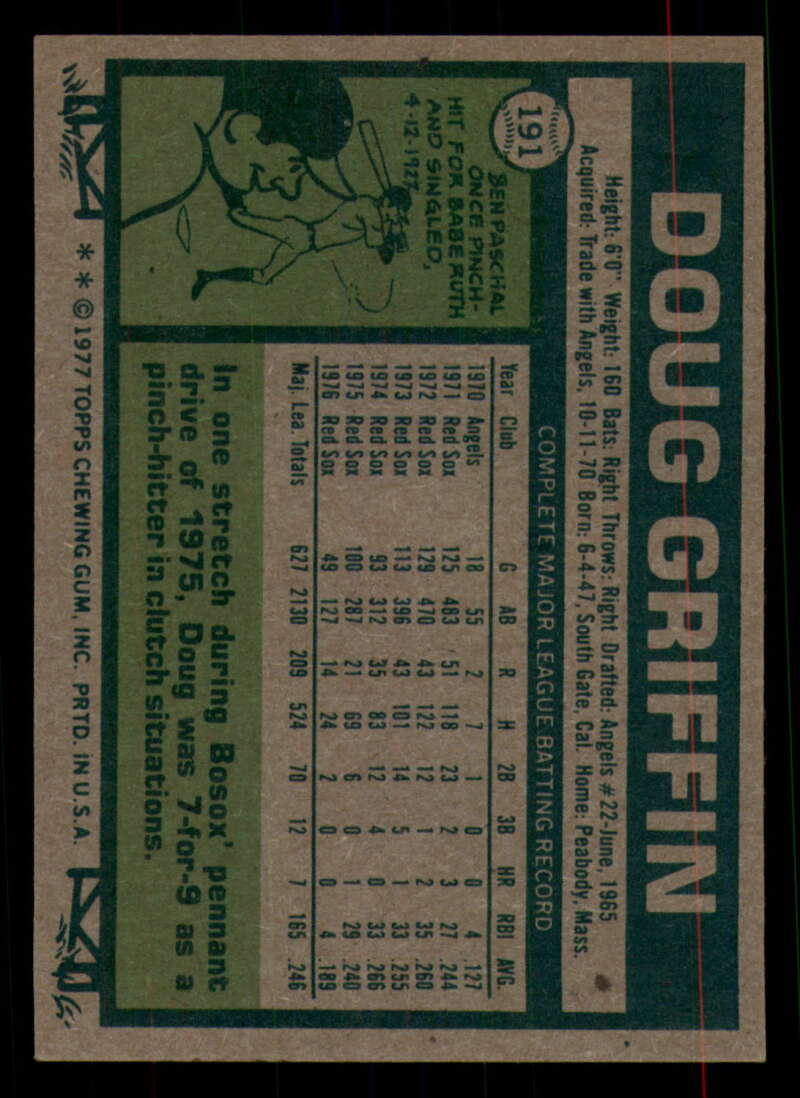 191
DOUG GRIFFIN
Height: 6'0" Weight: 160 Bats: Right Throws: Right Drafted: Angels #22-June, 1965
Acquired: Trade with Angels, 10-11-70 Born: 6-4-47, South Gate, Cal. Home: Peabody, Mass.
BEN PASCHAL
ONCE PINCH-
HIT FOR BABE RUTH
AND SINGLED,
4-12-1927.
COMPLETE MAJOR LEAGUE BATTING RECORD
Year Club G AB R H 2B 3B HR RBI AVG.
1970 Angels 18 55 2 7 1 0 0 4 .127
1971 Red Sox 125 483 51 118 23 2 3 27 .244
1972 Red Sox 129 470 43 122 12 1 2 35 .260
1973 Red Sox 113 396 43 101 14 5 1 33 .255
1974 Red Sox 93 312 35 83 12 4 0 33 .266
1975 Red Sox 100 287 21 69 6 0 1 29 .240
1976 Red Sox 49 127 14 24 2 0 0 4 .189
Maj. Lea. Totals 627 2130 209 524 70 12 7 165 .246
In one stretch during Bosox' pennant
drive of 1975, Doug was 7-for-9 as a
pinch-hitter in clutch situations.
* * © 1977 TOPPS CHEWING GUM, INC. PRTD. IN U.S.A.